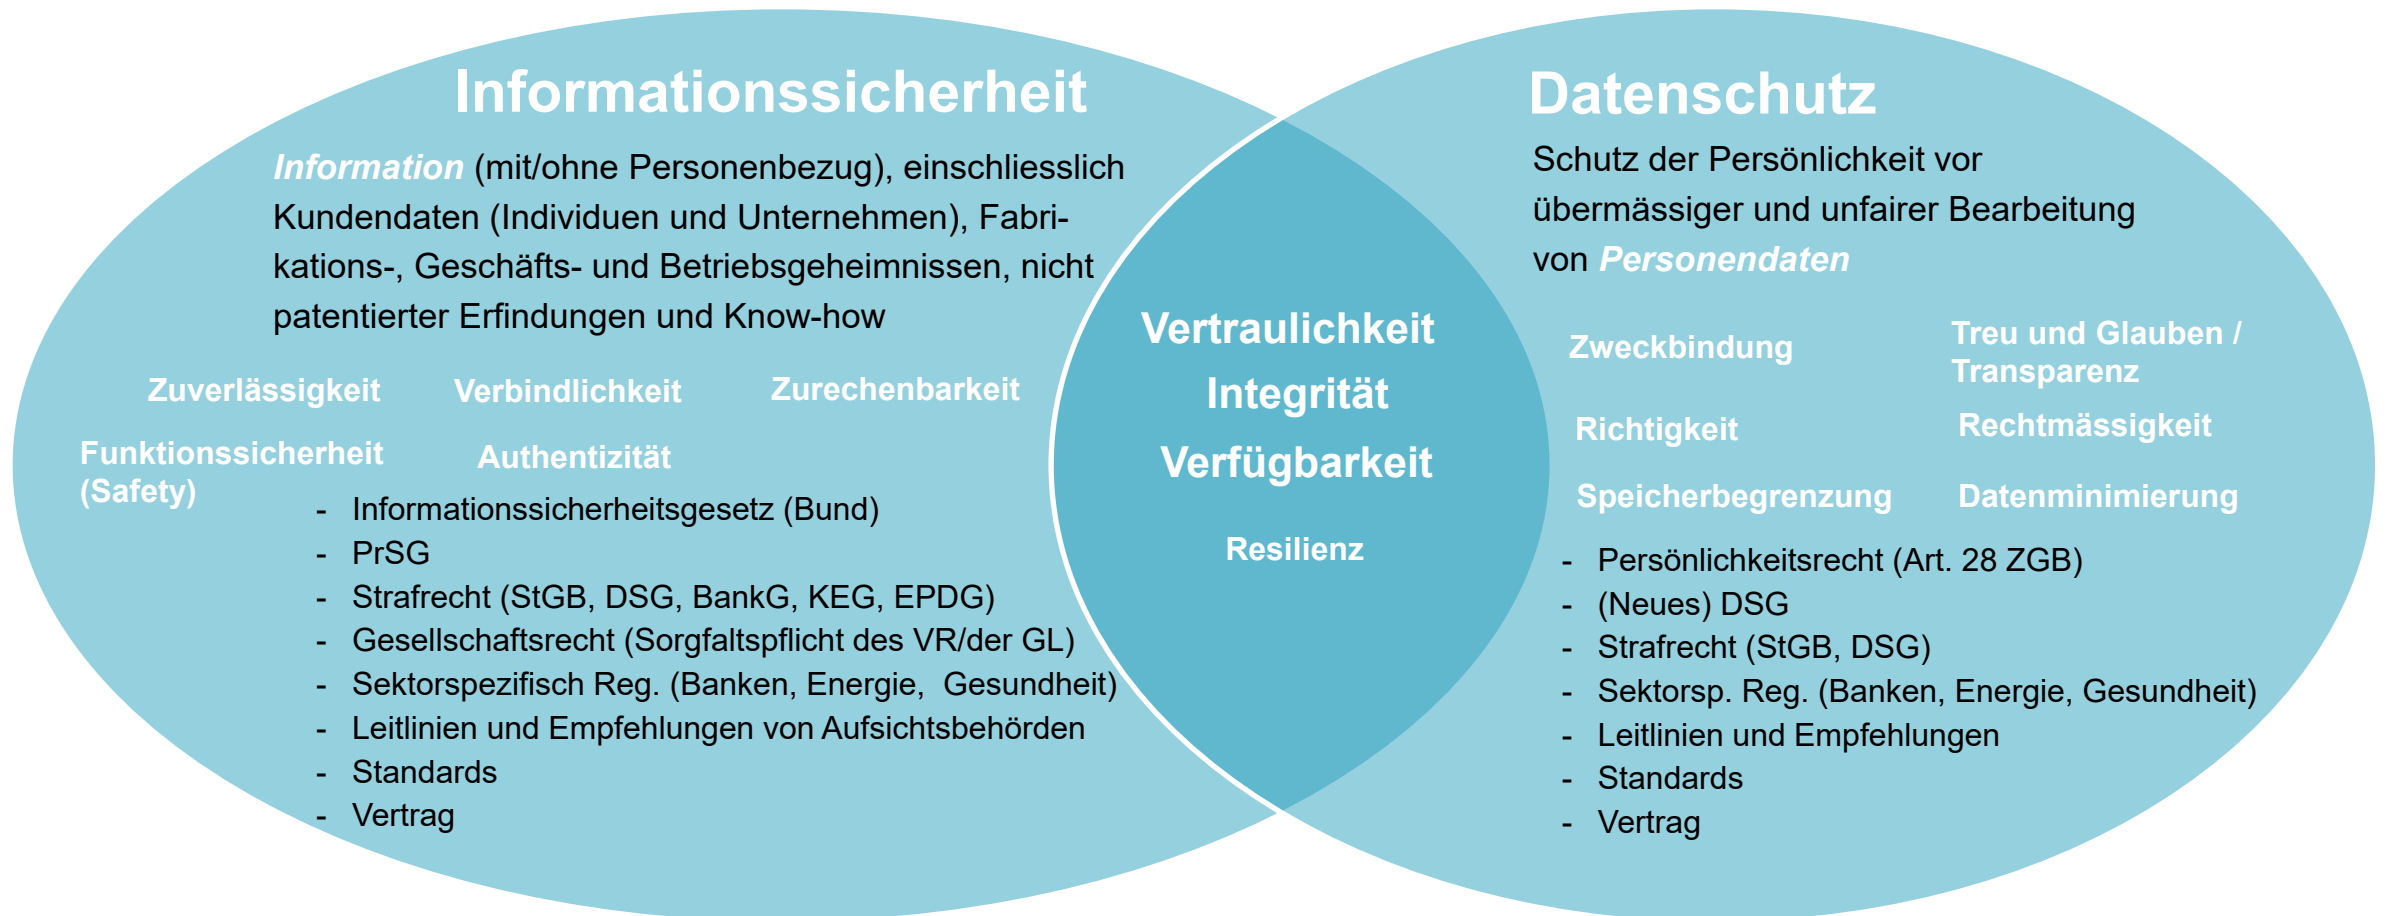 Informationssicherheit
Information (mit/ohne Personenbezug), einschliesslich
Kundendaten (Individuen und Unternehmen), Fabri-
kations-, Geschäfts- und Betriebsgeheimnissen, nicht
patentierter Erfindungen und Know-how
Zuverlässigkeit
Verbindlichkeit
Zurechenbarkeit
Funktionssicherheit
(Safety)
Authentizität
- Informationssicherheitsgesetz (Bund)
- PrSG
- Strafrecht (StGB, DSG, BankG, KEG, EPDG)
- Gesellschaftsrecht (Sorgfaltspflicht des VR/der GL)
- Sektorspezifisch Reg. (Banken, Energie, Gesundheit)
- Leitlinien und Empfehlungen von Aufsichtsbehörden
- Standards
- Vertrag
Vertraulichkeit
Integrität
Verfügbarkeit
Resilienz
Datenschutz
Schutz der Persönlichkeit vor
übermässiger und unfairer Bearbeitung
von Personendaten
Zweckbindung
Treu und Glauben /
Transparenz
Richtigkeit
Rechtmässigkeit
Speicherbegrenzung
Datenminimierung
- Persönlichkeitsrecht (Art. 28 ZGB)
- (Neues) DSG
- Strafrecht (StGB, DSG)
- Sektorsp. Reg. (Banken, Energie, Gesundheit)
- Leitlinien und Empfehlungen
- Standards
- Vertrag